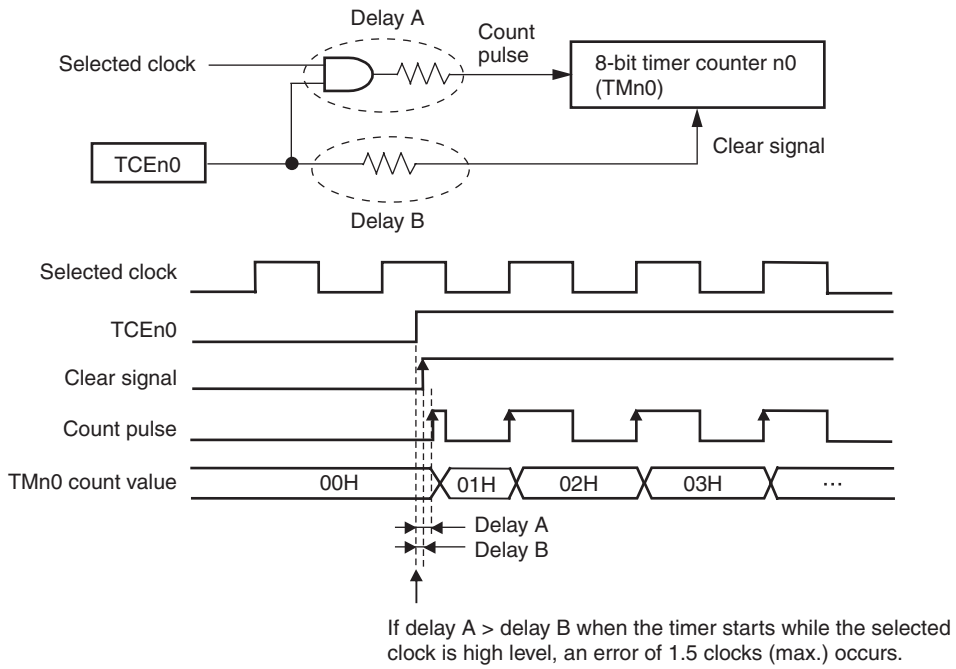 Delay A
Count
pulse
Selected clock
8-bit timer counter n0
(TMn0)
Clear signal
TCEn0
Delay B
Selected clock
TCEn0
Clear signal
Count pulse
TMn0 count value
00H
01H
02H
03H
...
Delay A
Delay B
If delay A > delay B when the timer starts while the selected
clock is high level, an error of 1.5 clocks (max.) occurs.